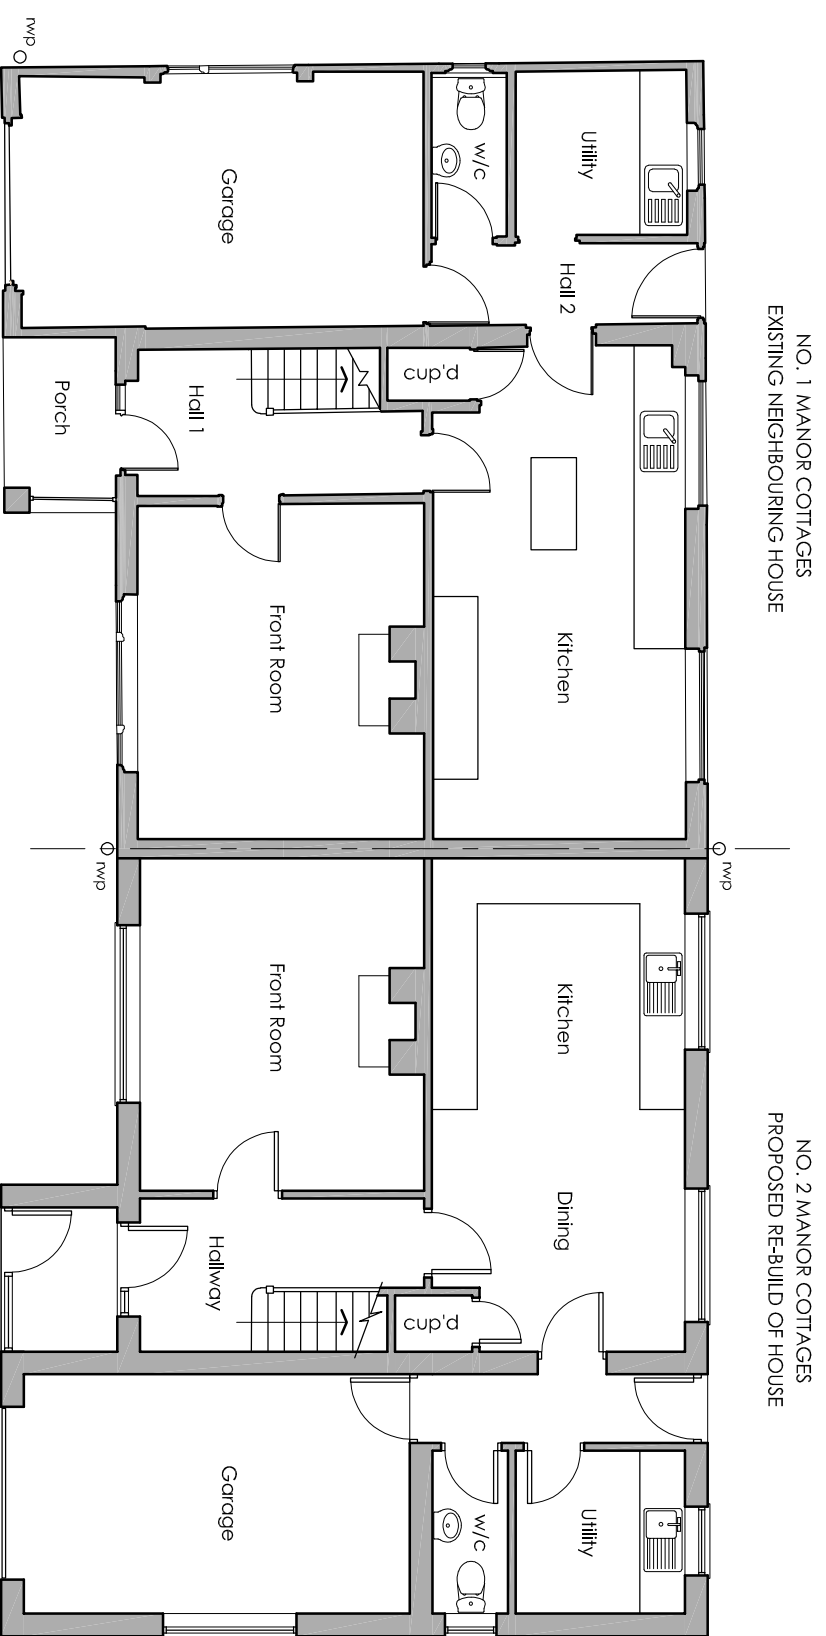 NO. 1 MANOR COTTAGES
EXISTING NEIGHBOURING HOUSE
NO. 2 MANOR COTTAGES
PROPOSED RE-BUILD OF HOUSE
rwp
Utility
w/c
Hall 2
Garage
cup'd
Hall 1
Porch
Kitchen
Front Room
rwp
rwp
Kitchen
Front Room
Dining
Hallway
cup'd
Garage
w/c
Utility